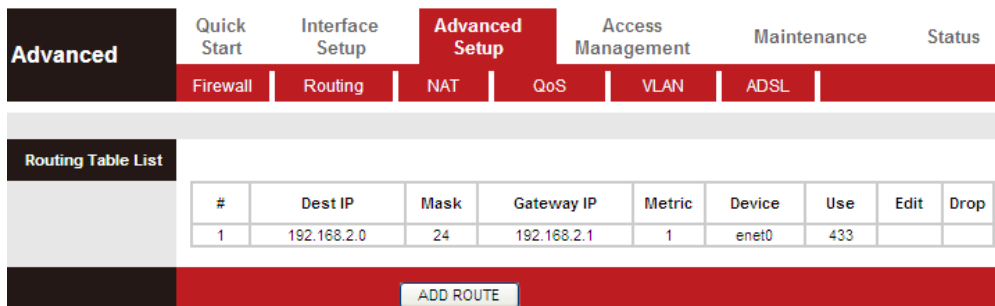 Advanced
Quick Start
Interface Setup
Advanced Setup
Access Management
Maintenance
Status
Firewall
Routing
NAT
QoS
VLAN
ADSL
Routing Table List
# Dest IP Mask Gateway IP Metric Device Use Edit Drop
1 192.168.2.0 24 192.168.2.1 1 enet0 433
ADD ROUTE